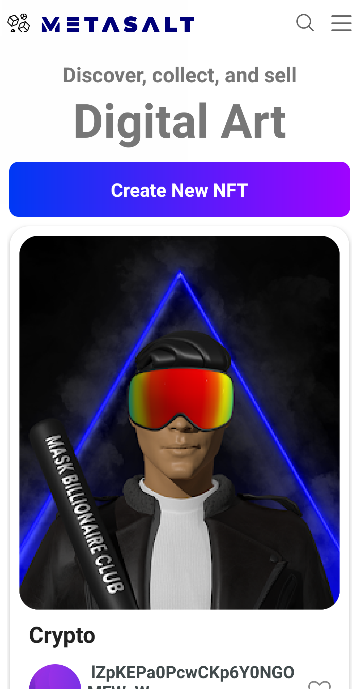 METASALT
Discover, collect, and sell
Digital Art
Create New NFT
MASK BILLIONAIRE CLUB
Crypto
IZpKEPa0PcwCKp6Y0NGO